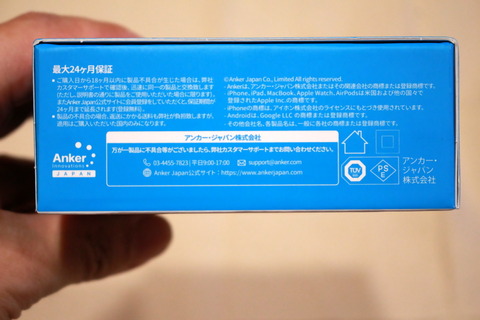 最大24ヶ月保証
• ご購入日から18ヶ月以内に製品不具合が生じた場合は、弊社
カスタマーサポートで確認後、迅速に同一の製品と交換致します
(ただし、説明書の通りに製品をご使用いただいた場合に限ります)。
またAnker Japan公式サイトに会員登録をしていただくと、保証期間が
24ヶ月まで延長されます(登録無料)。
• 製品の不具合の場合、返送にかかる送料も弊社が負担致しますが、
適用はご購入いただいた国内のみになります。
©Anker Japan Co., Limited All rights reserved.
・Ankerは、アンカー・ジャパン株式会社またはその関連会社の商標または登録商標です。
・iPhone、iPad、MacBook、Apple Watch、AirPodsは米国および他の国々で
登録されたApple Inc.の商標です。
・iPhoneの商標は、アイホン株式会社のライセンスにもとづき使用されています。
・Androidは、Google LLC の商標または登録商標です。
・その他会社名、各製品名は、一般に各社の商標または登録商標です。
アンカー・ジャパン株式会社
万が一製品に不具合等がございましたら、弊社カスタマーサポートまでお問い合わせください。
03-4455-7823 | 平日9:00-17:00
support@anker.com
Anker Japan公式サイト : https://www.ankerjapan.com
Anker
Innovations
JAPAN
TÜV
PS
E
アンカー・
ジャパン
株式会社